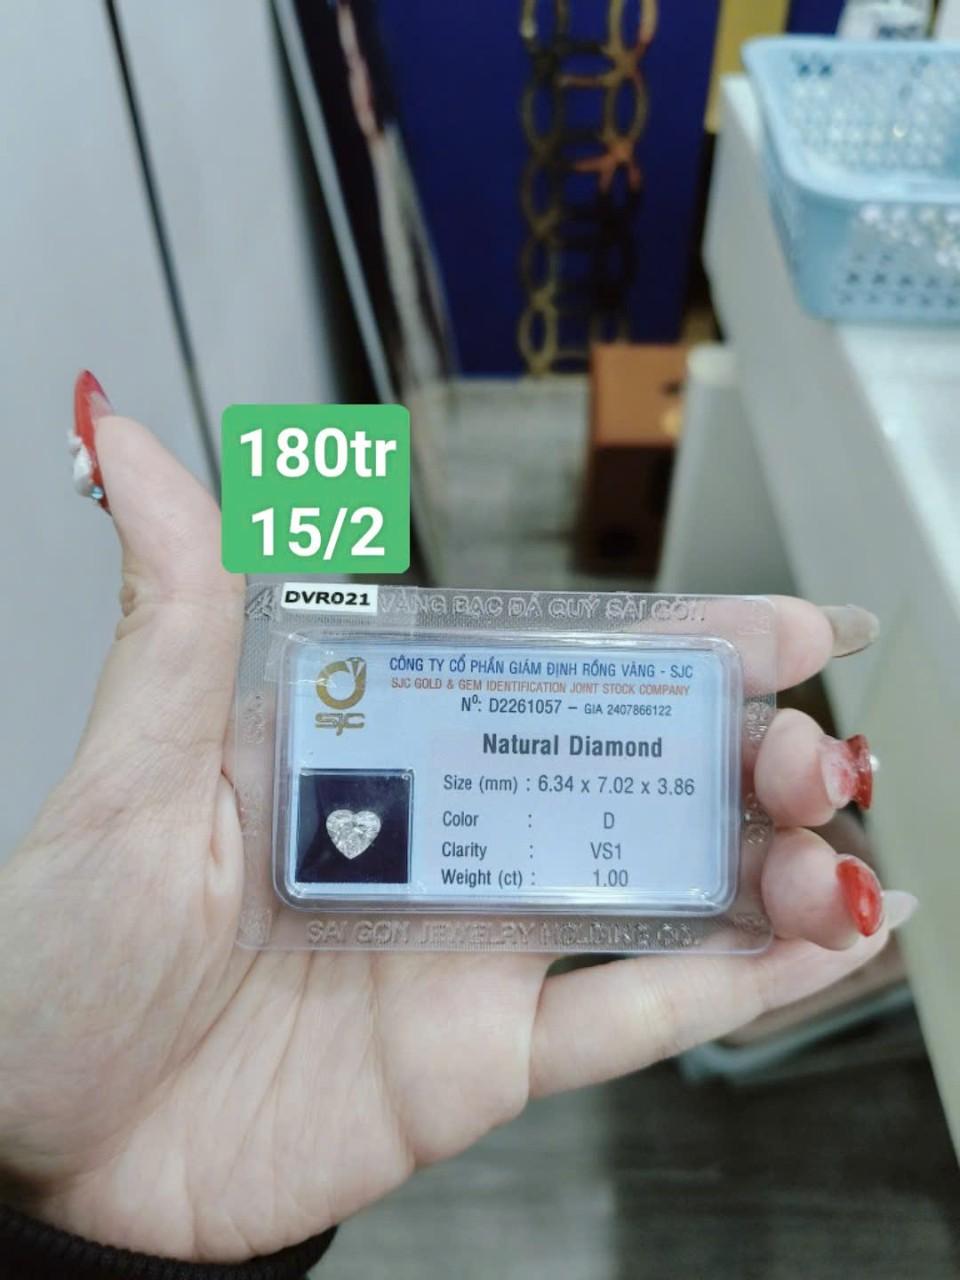 180tr
15/2
DVR021
VÀNG BẠC ĐÁ QUÝ SÀI GÒN
CÔNG TY CỔ PHẦN GIÁM ĐỊNH RỒNG VÀNG - SJC
SJC GOLD & GEM IDENTIFICATION JOINT STOCK COMPANY
Nº: D2261057 – GIA 2407866122
SJC
Natural Diamond
Size (mm) : 6.34 x 7.02 x 3.86
Color : D
Clarity : VS1
Weight (ct) : 1.00
SAI GON JEWELRY HOLDING CO.